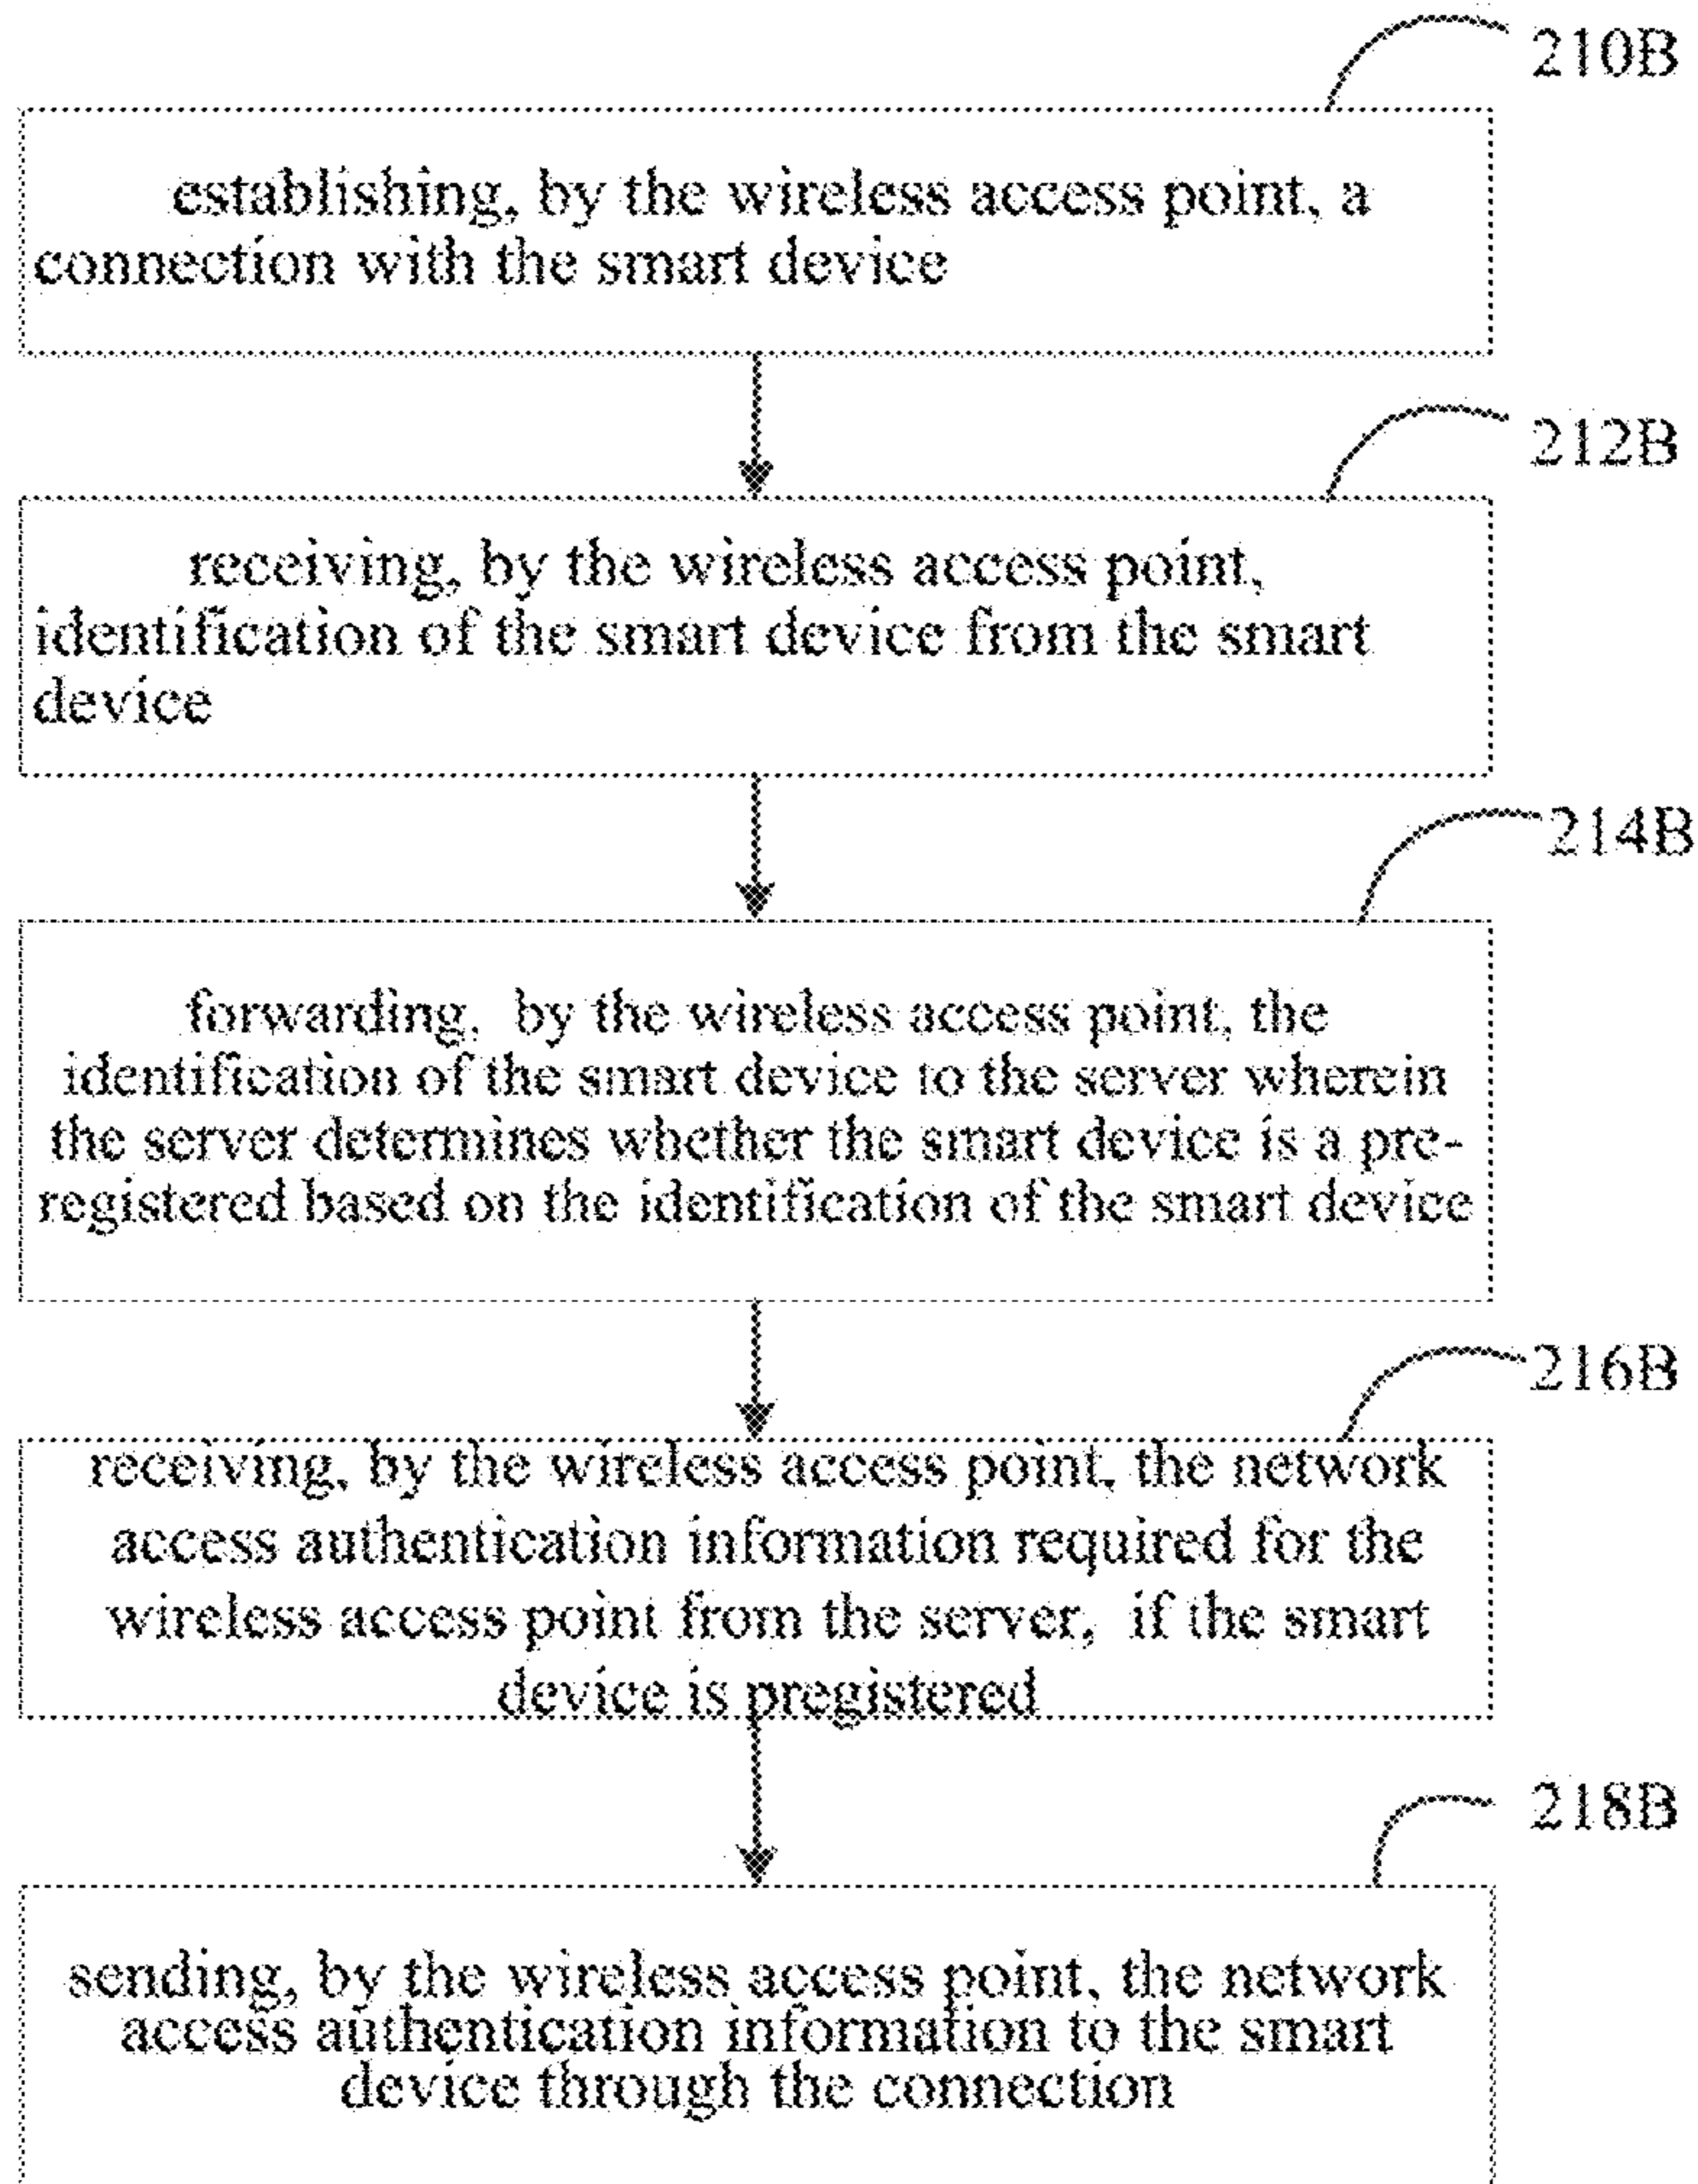 210B
establishing, by the wireless access point, a
connection with the smart device
212B
receiving, by the wireless access point,
identification of the smart device from the smart
device
214B
forwarding, by the wireless access point, the
identification of the smart device to the server wherein
the server determines whether the smart device is a pre-
registered based on the identification of the smart device
216B
receiving, by the wireless access point, the network
access authentication information required for the
wireless access point from the server, if the smart
device is pregistered
218B
sending, by the wireless access point, the network
access authentication information to the smart
device through the connection